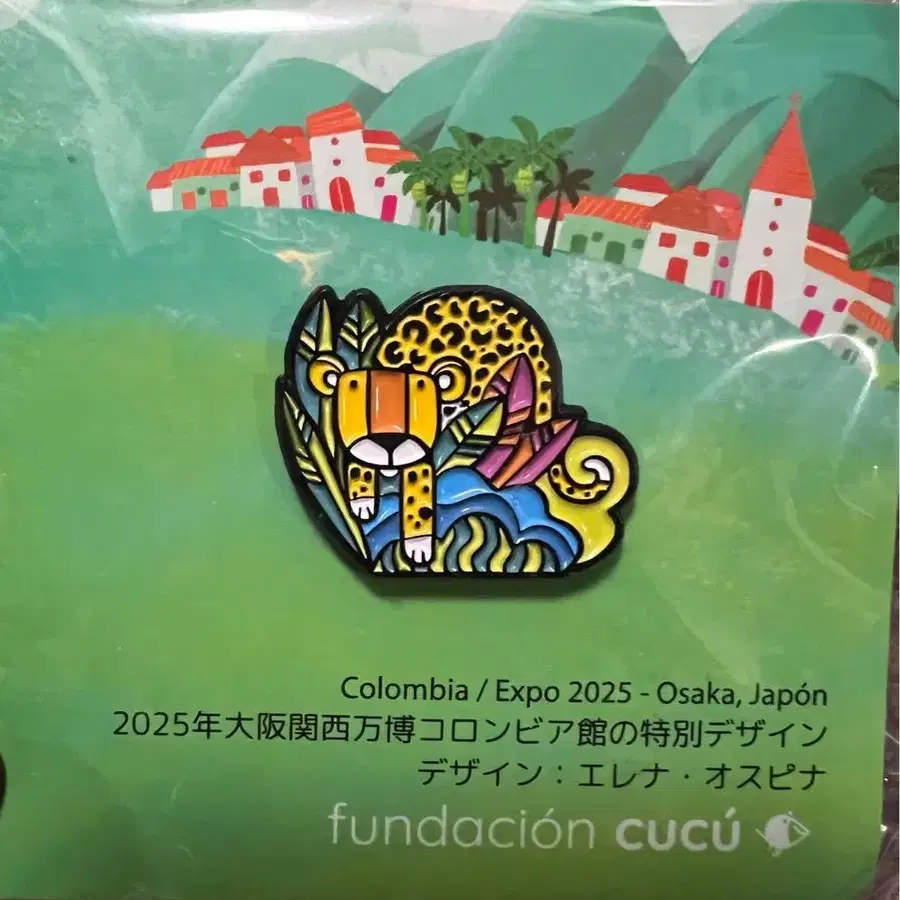 Colombia / Expo 2025 - Osaka, Japón
2025年大阪関西万博コロンビア館の特別デザイン
デザイン：エレナ・オスピナ
fundación cucú